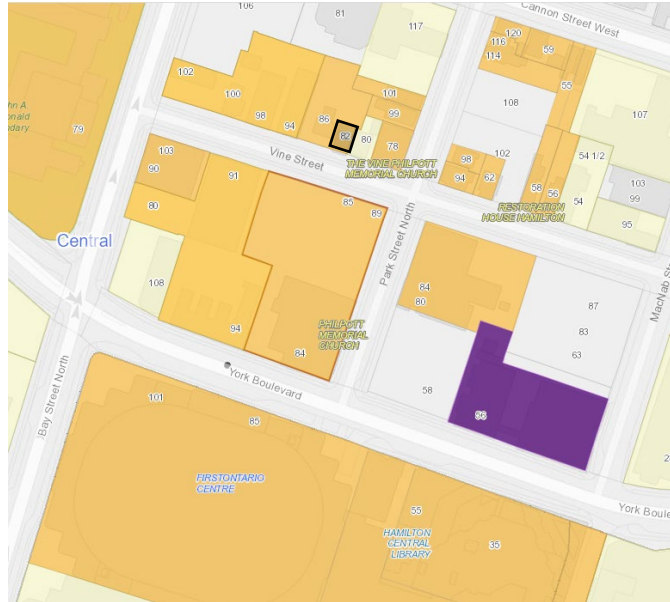 Cannon Street West
106
81
117
120
116
114
59
102
100
98
94
86
82
80
101
99
78
55
108
107
79
Vine Street
THE VINE PHILPOTT
MEMORIAL CHURCH
98
94
62
102
58
56
54 1/2
54
103
99
95
103
90
91
85
89
80
RESTORATION
HOUSE HAMILTON
Central
108
94
84
PHILPOTT
MEMORIAL
CHURCH
Park Street North
84
80
87
83
63
58
56
York Boulevard
Bay Street North
101
85
FIRSTONTARIO
CENTRE
55
35
HAMILTON
CENTRAL
LIBRARY